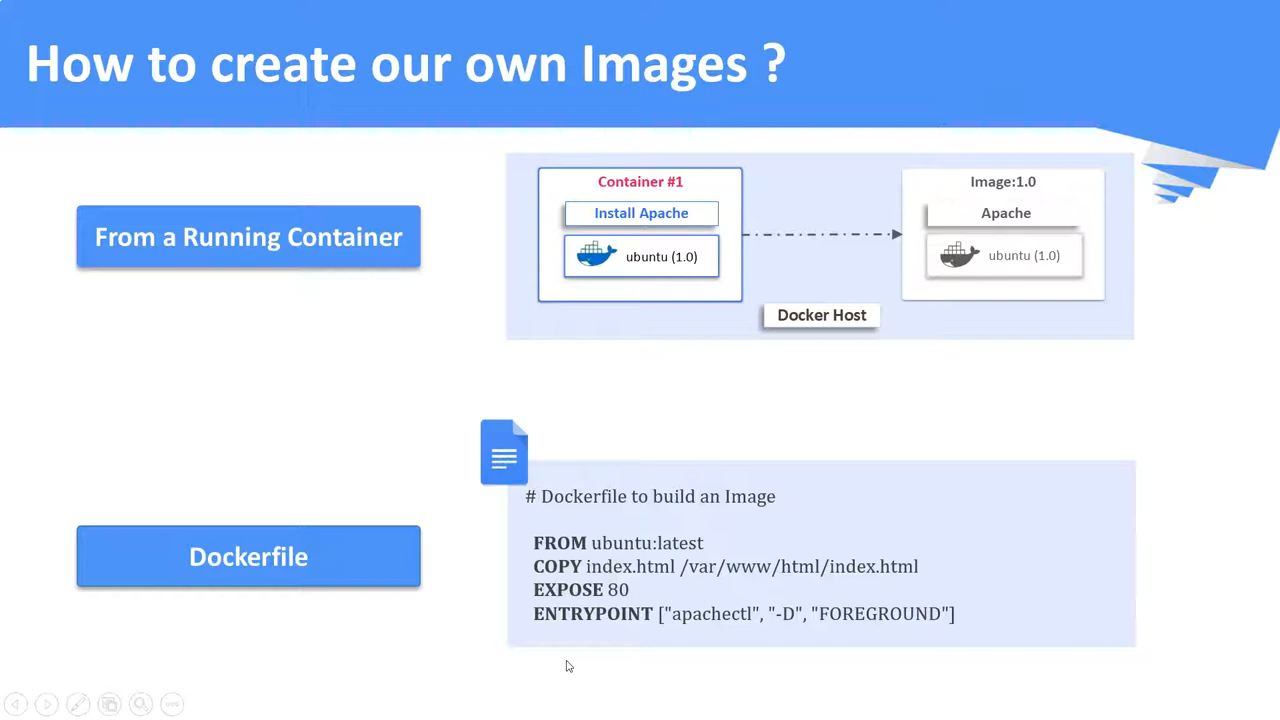 How to create our own Images ?
From a Running Container
Container #1
Install Apache
ubuntu (1.0)
Image:1.0
Apache
ubuntu (1.0)
Docker Host
Dockerfile
# Dockerfile to build an Image
FROM ubuntu:latest
COPY index.html /var/www/html/index.html
EXPOSE 80
ENTRYPOINT ["apachectl", "-D", "FOREGROUND"]